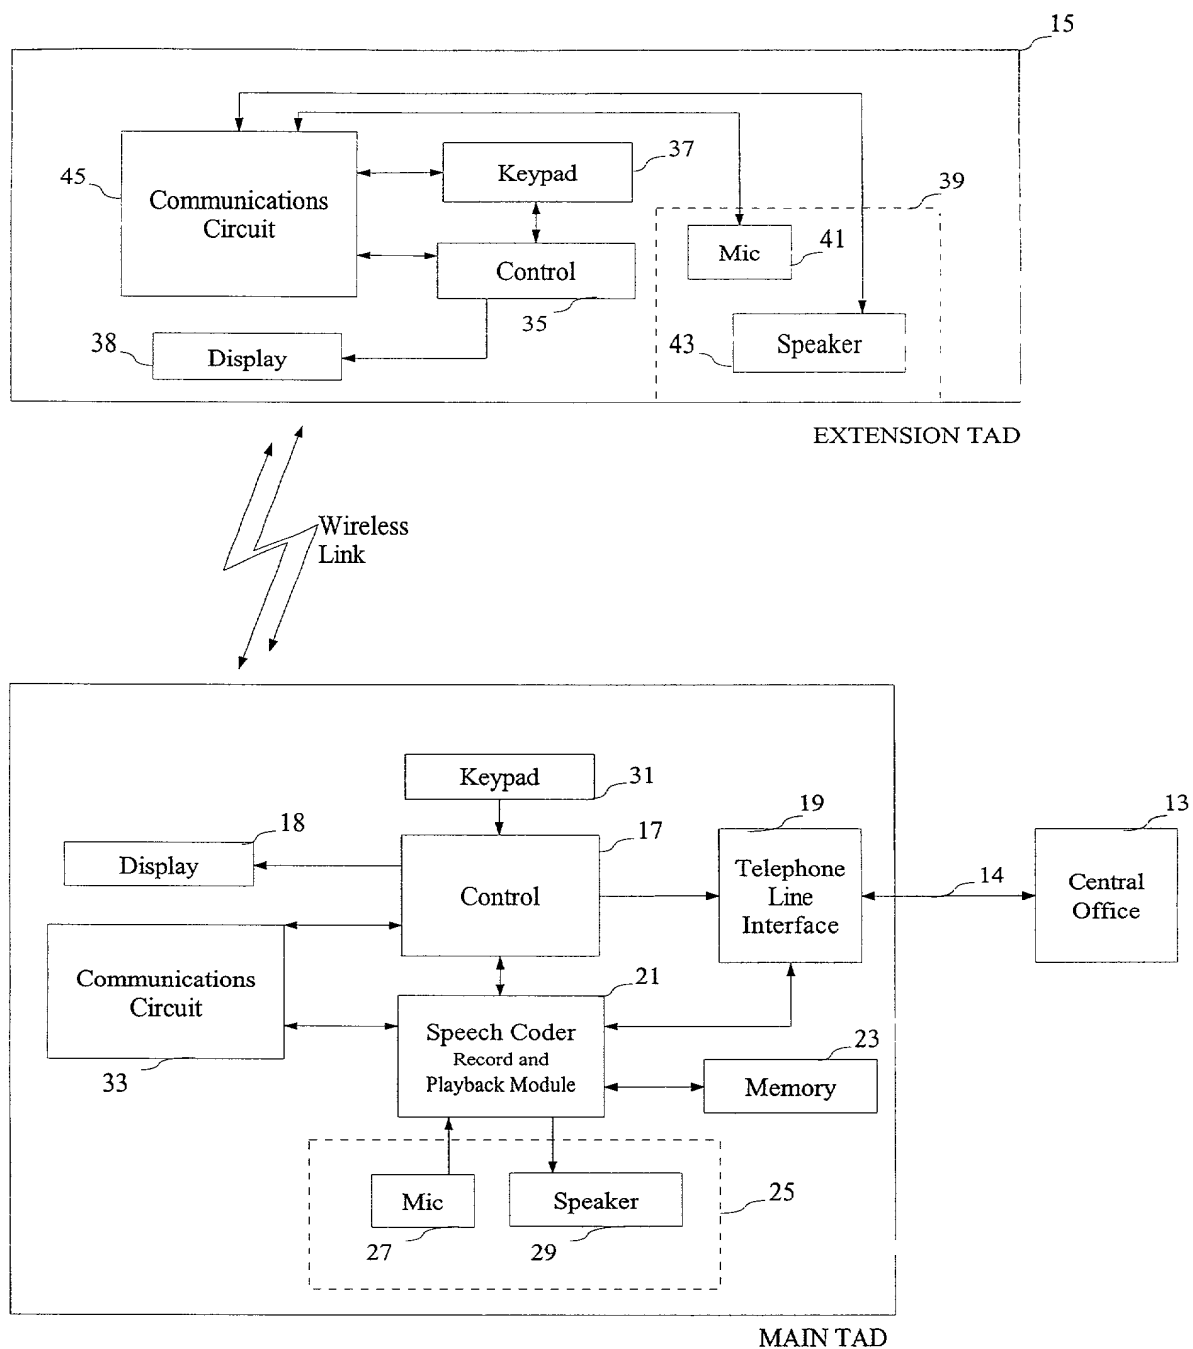 15
45
Communications
Circuit
Keypad
37
39
Mic
41
Control
35
38
Display
43
Speaker
EXTENSION TAD
Wireless
Link
Keypad
31
18
Display
17
Control
19
Telephone
Line
Interface
14
13
Central
Office
Communications
Circuit
33
21
Speech Coder
Record and
Playback Module
23
Memory
25
Mic
27
Speaker
29
MAIN TAD